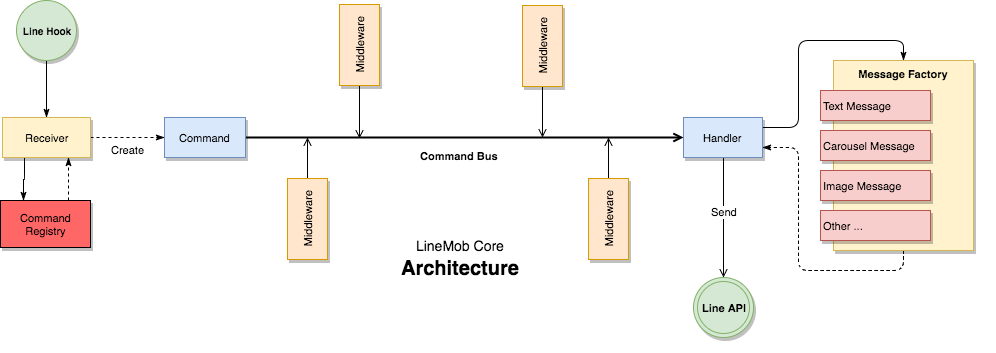 Line Hook
Middleware
Middleware
Message Factory
Text Message
Receiver
Create
Command
Command Bus
Handler
Carousel Message
Image Message
Command
Registry
Middleware
Middleware
Send
Other ...
LineMob Core
Architecture
Line API